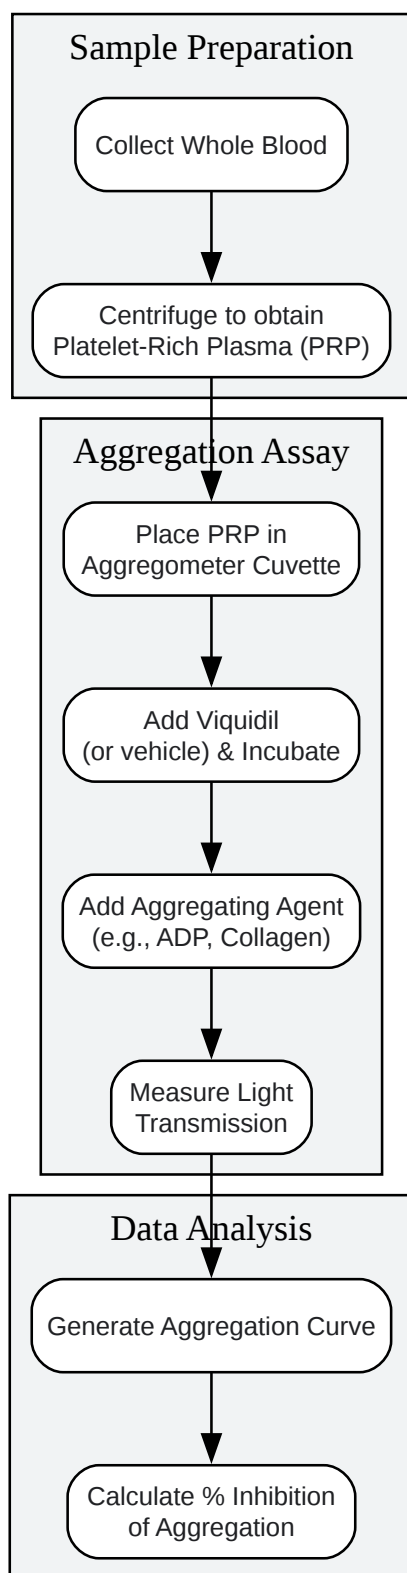 Sample Preparation
Collect Whole Blood
Centrifuge to obtain
Platelet-Rich Plasma (PRP)
Aggregation Assay
Place PRP in
Aggregometer Cuvette
Add Viquidil
(or vehicle) & Incubate
Add Aggregating Agent
(e.g., ADP, Collagen)
Measure Light
Transmission
Data Analysis
Generate Aggregation Curve
Calculate % Inhibition
of Aggregation